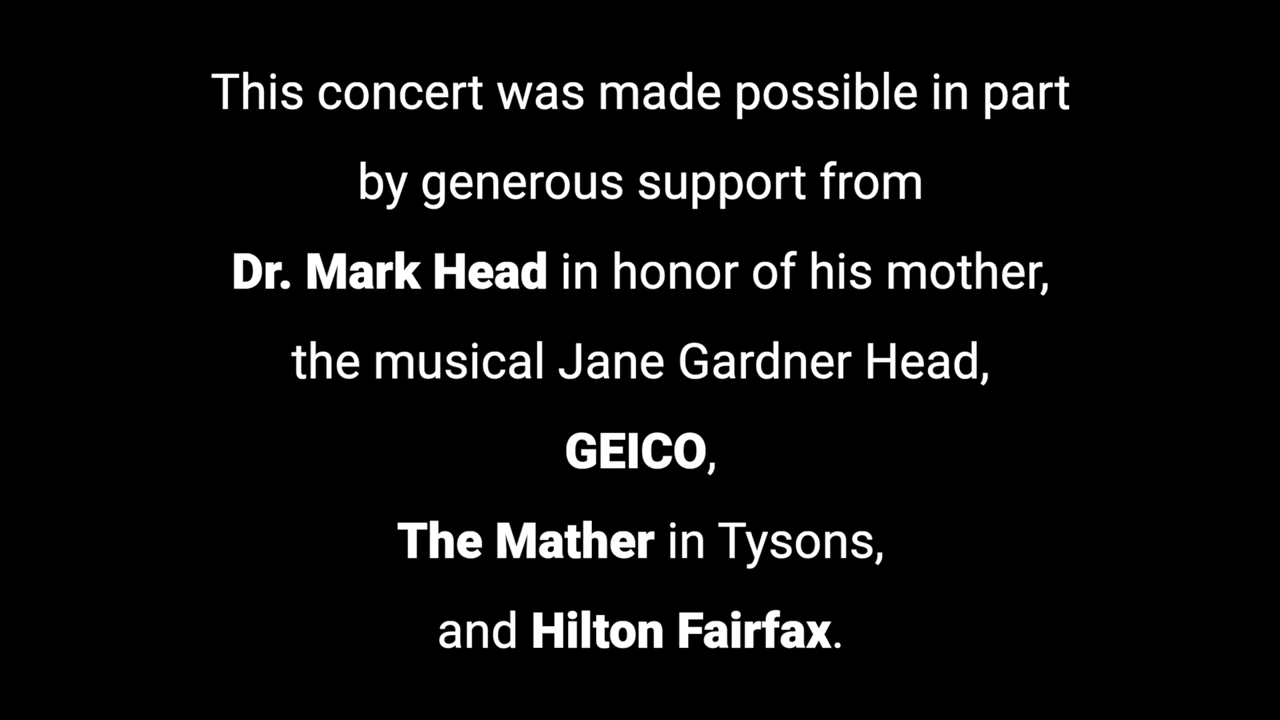 This concert was made possible in part
by generous support from
Dr. Mark Head in honor of his mother,
the musical Jane Gardner Head,
GEICO,
The Mather in Tysons,
and Hilton Fairfax.